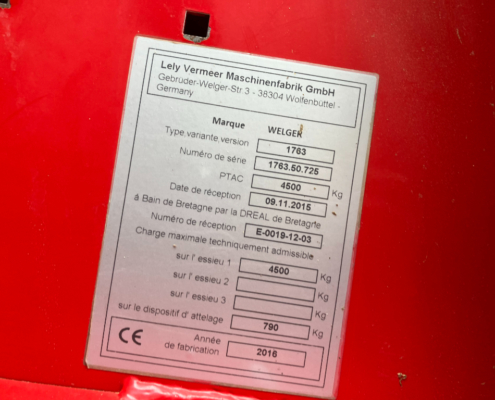 Lely Vermeer Maschinenfabrik GmbH
Gebrüder-Welger-Str 3 - 38304 Wolfenbüttel -
Germany
Marque WELGER
Type,variante,version 1763
Numéro de série 1763.50.725
PTAC 4500 Kg
Date de réception 09.11.2015
à Bain de Bretagne par la DREAL de Bretagne
Numéro de réception E-0019-12-03
Charge maximale techniquement admissible
sur l' essieu 1 4500 Kg
sur l' essieu 2 Kg
sur l' essieu 3 Kg
sur le dispositif d' attelage 790 Kg
CE Année
de fabrication 2016